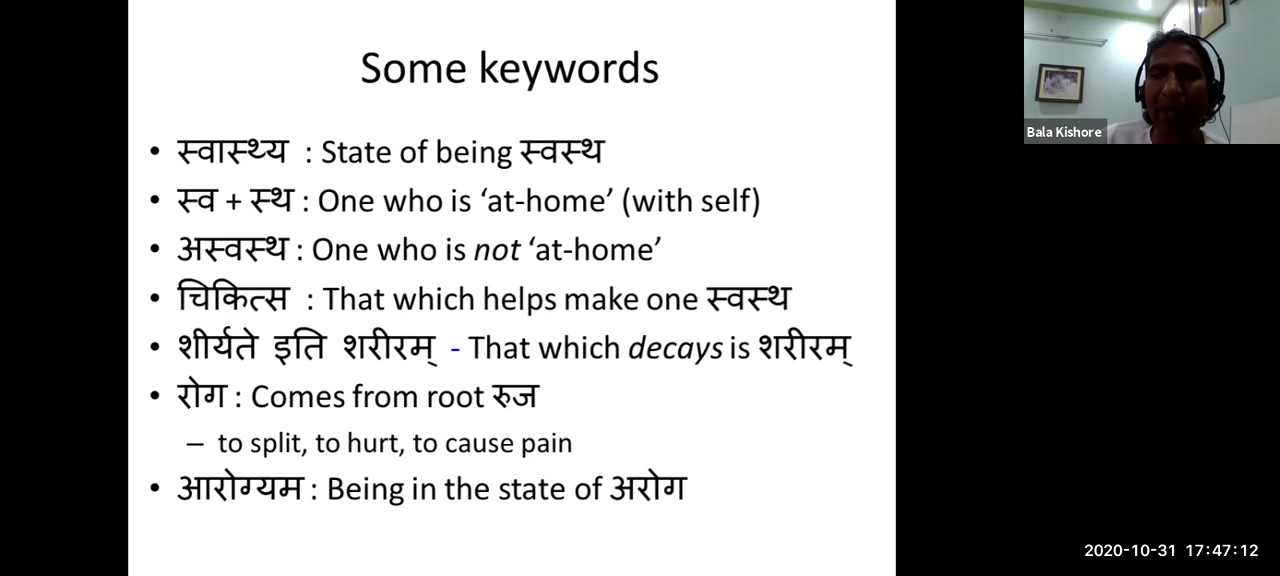 Some keywords
• स्वास्थ्य : State of being स्वस्थ
• स्व + स्थ : One who is ‘at-home’ (with self)
• अस्वस्थ : One who is not ‘at-home’
• चिकित्स : That which helps make one स्वस्थ
• शीर्यते इति शरीरम् - That which decays is शरीरम्
• रोग : Comes from root रुज
– to split, to hurt, to cause pain
• आरोग्यम : Being in the state of अरोग
Bala Kishore
2020-10-31 17:47:12